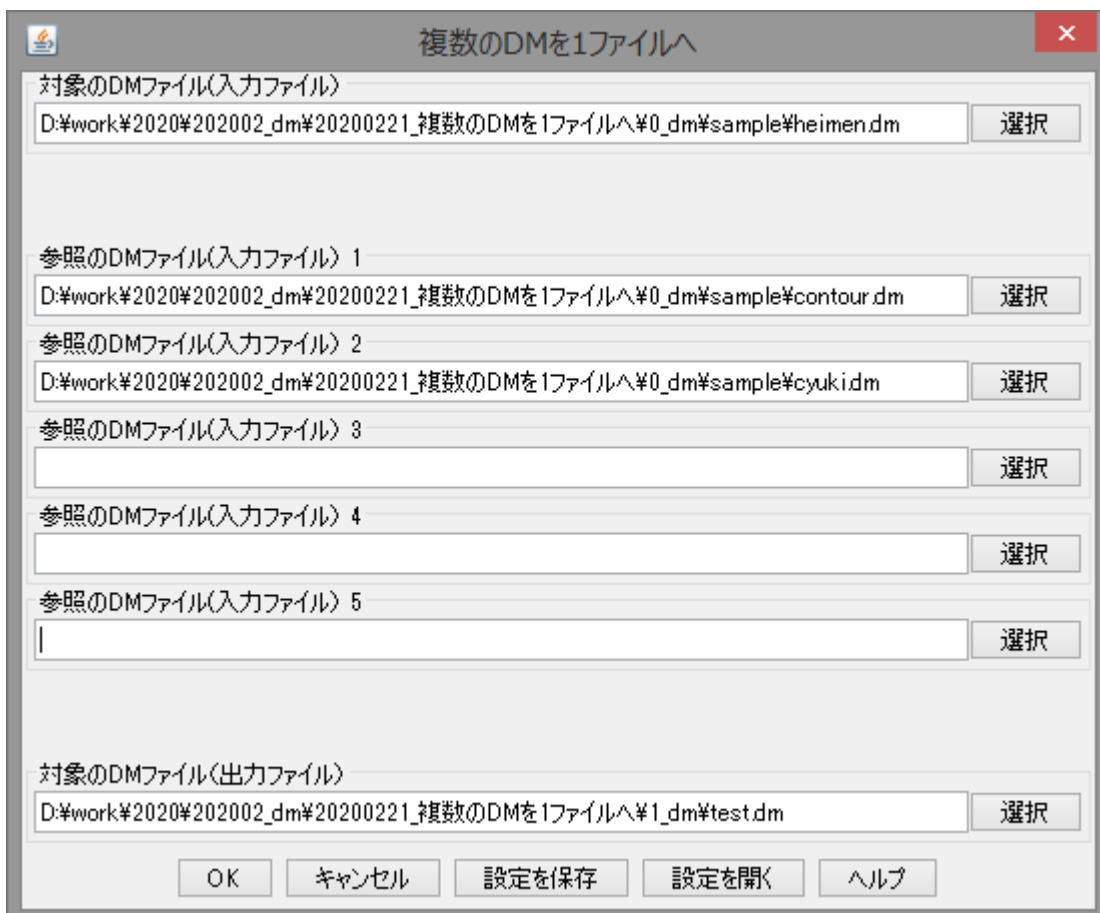 複数のDMを1ファイルへ
対象のDMファイル(入力ファイル)
D:¥work¥2020¥202002_dm¥20200221_複数のDMを1ファイルへ¥0_dm¥sample¥heimen.dm 選択
参照のDMファイル(入力ファイル) 1
D:¥work¥2020¥202002_dm¥20200221_複数のDMを1ファイルへ¥0_dm¥sample¥contour.dm 選択
参照のDMファイル(入力ファイル) 2
D:¥work¥2020¥202002_dm¥20200221_複数のDMを1ファイルへ¥0_dm¥sample¥cyuki.dm 選択
参照のDMファイル(入力ファイル) 3
選択
参照のDMファイル(入力ファイル) 4
選択
参照のDMファイル(入力ファイル) 5
選択
対象のDMファイル(出力ファイル)
D:¥work¥2020¥202002_dm¥20200221_複数のDMを1ファイルへ¥1_dm¥test.dm 選択
OK キャンセル 設定を保存 設定を開く ヘルプ